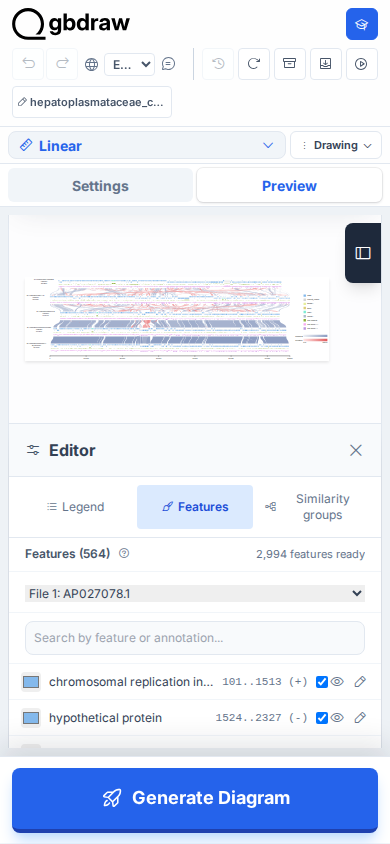 gbdraw
E...
hepatoplasmataceae_c...
Linear
Drawing
Settings
Preview
Editor
Legend
Features
Similarity groups
Features (564)
2,994 features ready
File 1: AP027078.1
Search by feature or annotation...
chromosomal replication in... 101..1513 (+)
hypothetical protein 1524..2327 (-)
Generate Diagram